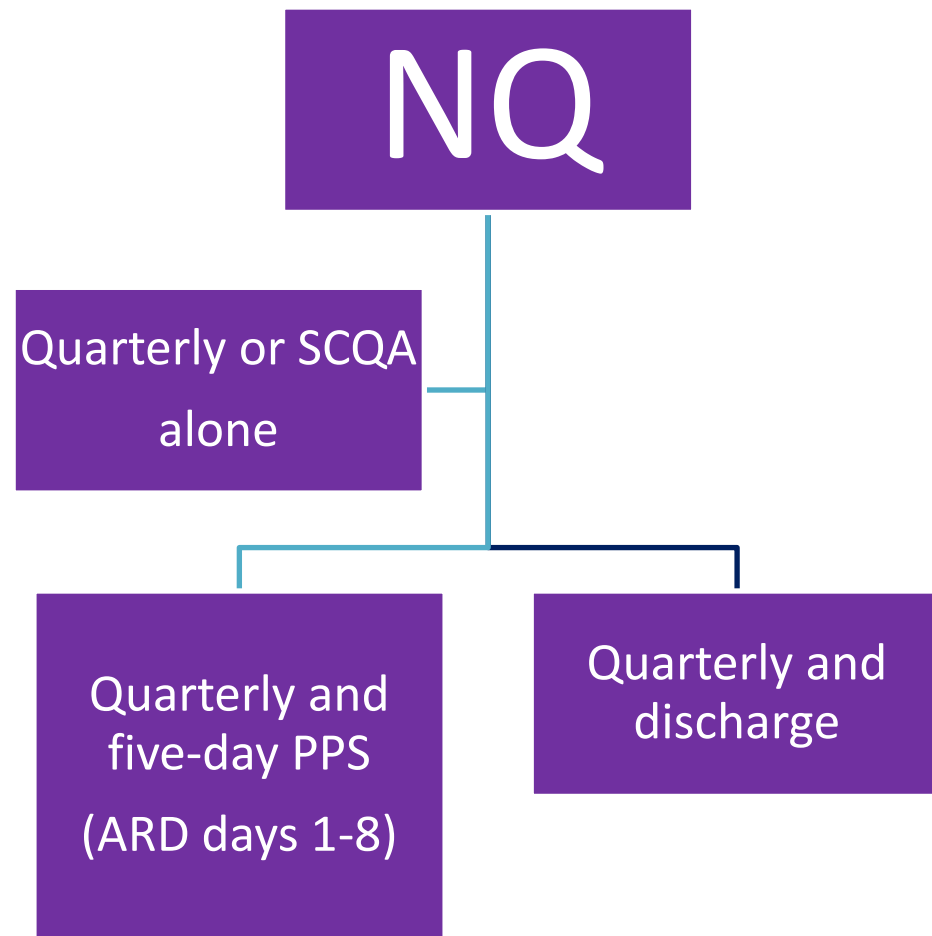 NQ
Quarterly or SCQA
alone
Quarterly and
five-day PPS
(ARD days 1-8)
Quarterly and
discharge